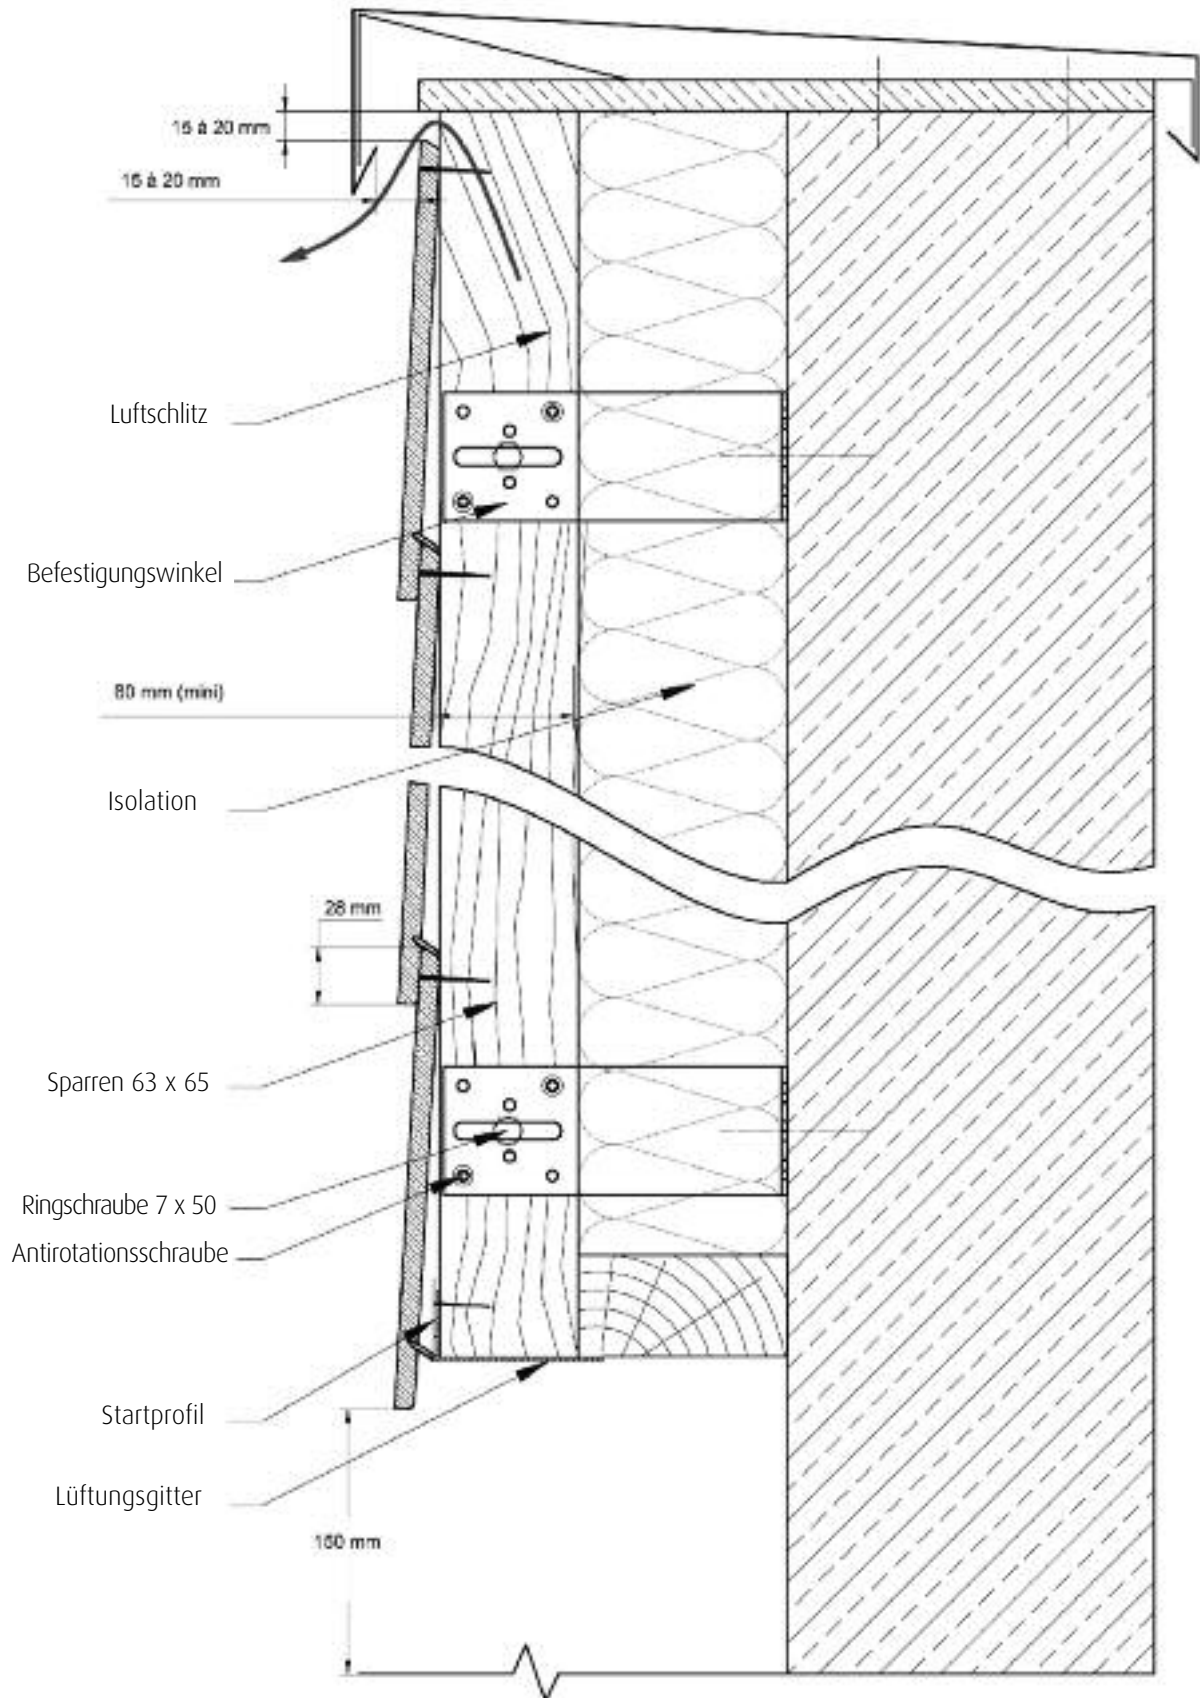 15 à 20 mm
15 à 20 mm
Luftschlitz
Befestigungswinkel
80 mm (mini)
Isolation
28 mm
Sparren 63 x 65
Ringschraube 7 x 50
Antirotationsschraube
Startprofil
Lüftungsgitter
150 mm